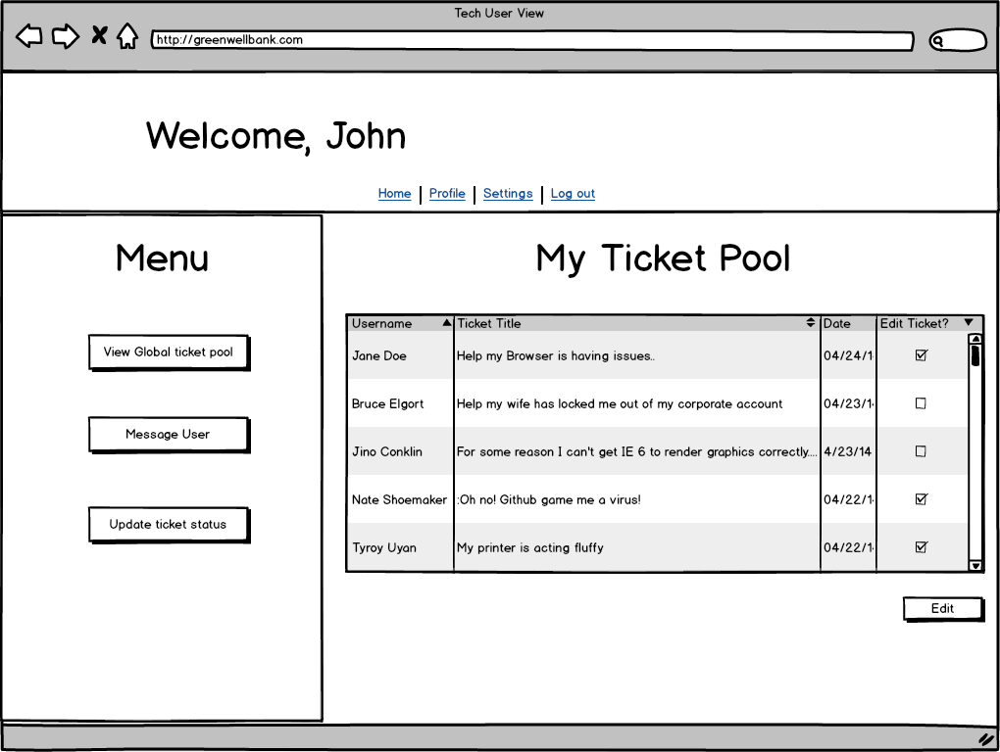 Tech User View
http://greenwellbank.com
Welcome, John
Home | Profile | Settings | Log out
Menu
View Global ticket pool
Message User
Update ticket status
My Ticket Pool
Username Ticket Title Date Edit Ticket?
Jane Doe Help my Browser is having issues.. 04/24/1
Bruce Elgort Help my wife has locked me out of my corporate account 04/23/1
Jino Conklin For some reason I can't get IE 6 to render graphics correctly.... 4/23/14
Nate Shoemaker :Oh no! Github game me a virus! 04/22/1
Tyroy Uyan My printer is acting fluffy 04/22/1
Edit